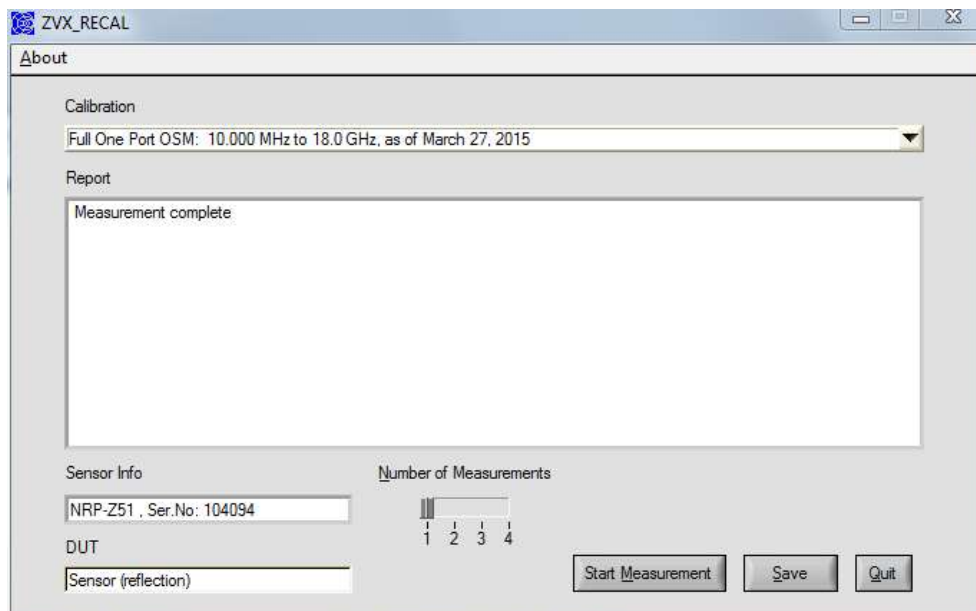 ZVX_RECAL
About
Calibration
Full One Port OSM: 10.000 MHz to 18.0 GHz, as of March 27, 2015
Report
Measurement complete
Sensor Info
NRP-Z51 , Ser.No: 104094
Number of Measurements
1 2 3 4
DUT
Sensor (reflection)
Start Measurement
Save
Quit